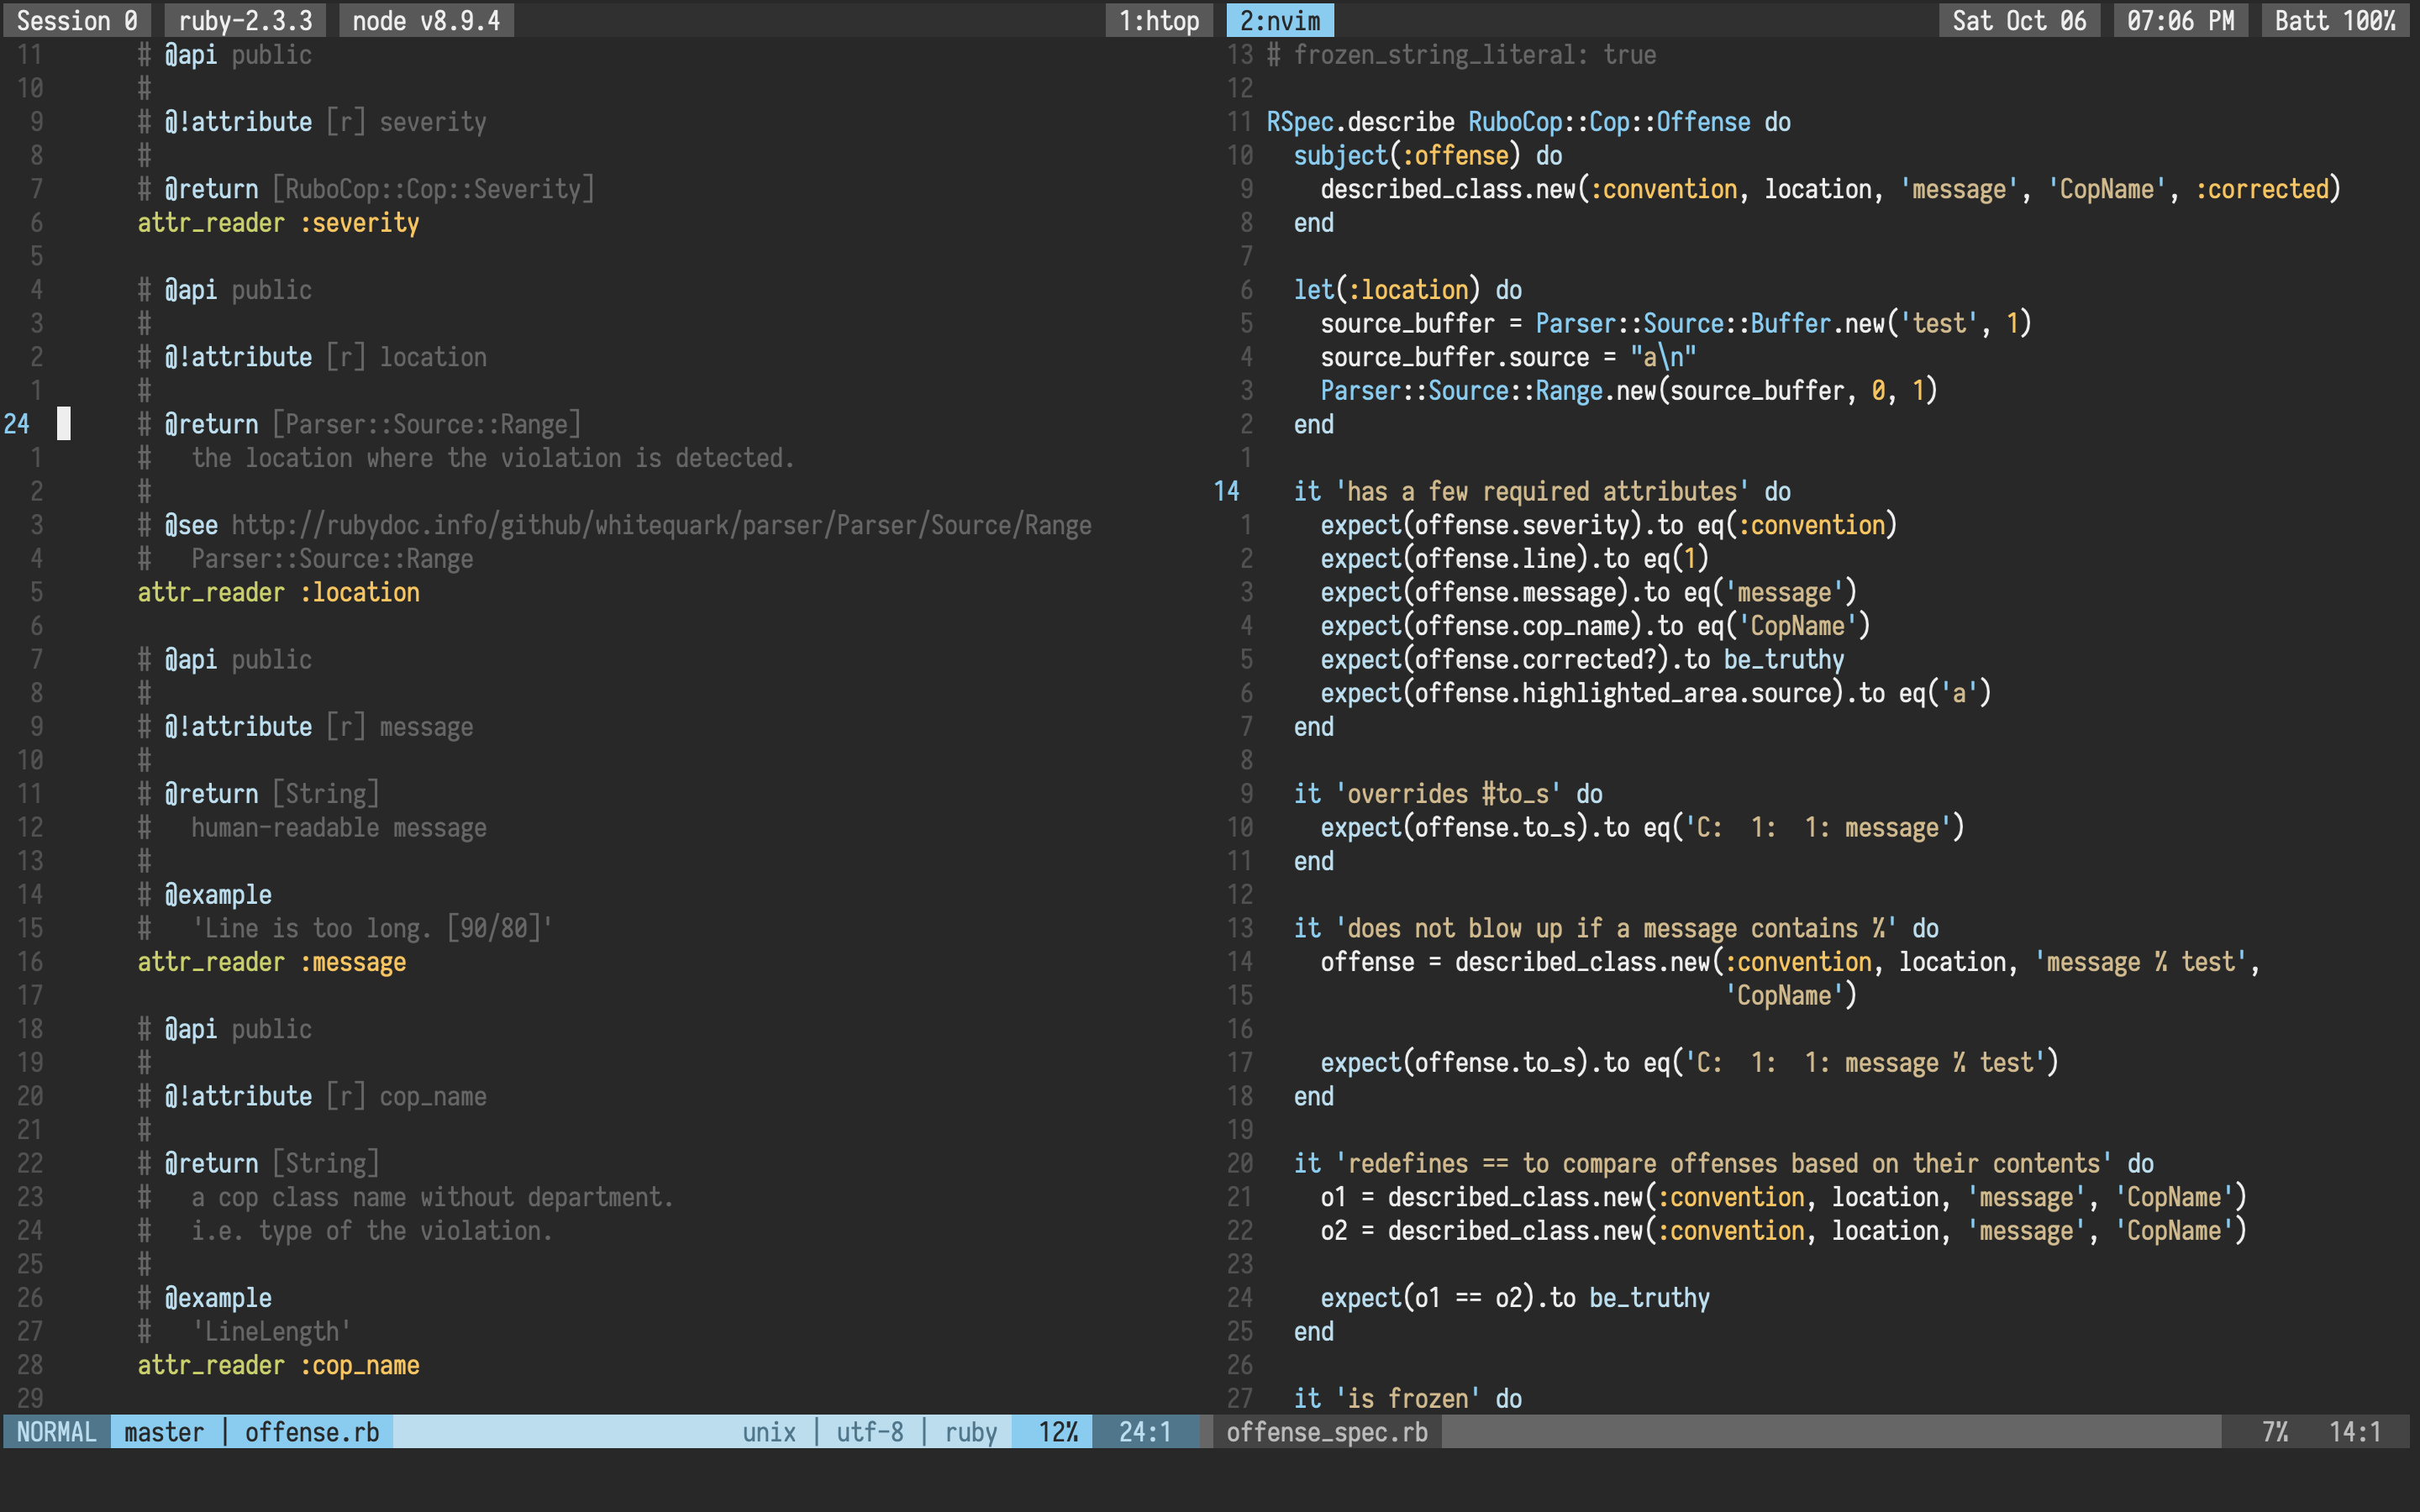 Session 0 ruby-2.3.3 node v8.9.4 1:htop 2:nvim Sat Oct 06 07:06 PM Batt 100%
11 # @api public
10 #
9 # @!attribute [r] severity
8 #
7 # @return [RuboCop::Cop::Severity]
6 attr_reader :severity
5
4 # @api public
3 #
2 # @!attribute [r] location
1 #
24 # @return [Parser::Source::Range]
1 #   the location where the violation is detected.
2 #
3 # @see http://rubydoc.info/github/whitequark/parser/Parser/Source/Range
4 #   Parser::Source::Range
5 attr_reader :location
6
7 # @api public
8 #
9 # @!attribute [r] message
10 #
11 # @return [String]
12 #   human-readable message
13 #
14 # @example
15 #   'Line is too long. [90/80]'
16 attr_reader :message
17
18 # @api public
19 #
20 # @!attribute [r] cop_name
21 #
22 # @return [String]
23 #   a cop class name without department.
24 #   i.e. type of the violation.
25 #
26 # @example
27 #   'LineLength'
28 attr_reader :cop_name
29
NORMAL master | offense.rb unix | utf-8 | ruby 12% 24:1
13 # frozen_string_literal: true
12
11 RSpec.describe RuboCop::Cop::Offense do
10   subject(:offense) do
9     described_class.new(:convention, location, 'message', 'CopName', :corrected)
8   end
7
6   let(:location) do
5     source_buffer = Parser::Source::Buffer.new('test', 1)
4     source_buffer.source = "a\n"
3     Parser::Source::Range.new(source_buffer, 0, 1)
2   end
1
14   it 'has a few required attributes' do
1     expect(offense.severity).to eq(:convention)
2     expect(offense.line).to eq(1)
3     expect(offense.message).to eq('message')
4     expect(offense.cop_name).to eq('CopName')
5     expect(offense.corrected?).to be_truthy
6     expect(offense.highlighted_area.source).to eq('a')
7   end
8
9   it 'overrides #to_s' do
10     expect(offense.to_s).to eq('C:  1:  1: message')
11   end
12
13   it 'does not blow up if a message contains %' do
14     offense = described_class.new(:convention, location, 'message % test',
15                                   'CopName')
16
17     expect(offense.to_s).to eq('C:  1:  1: message % test')
18   end
19
20   it 'redefines == to compare offenses based on their contents' do
21     o1 = described_class.new(:convention, location, 'message', 'CopName')
22     o2 = described_class.new(:convention, location, 'message', 'CopName')
23
24     expect(o1 == o2).to be_truthy
25   end
26
27   it 'is frozen' do
offense_spec.rb 7% 14:1